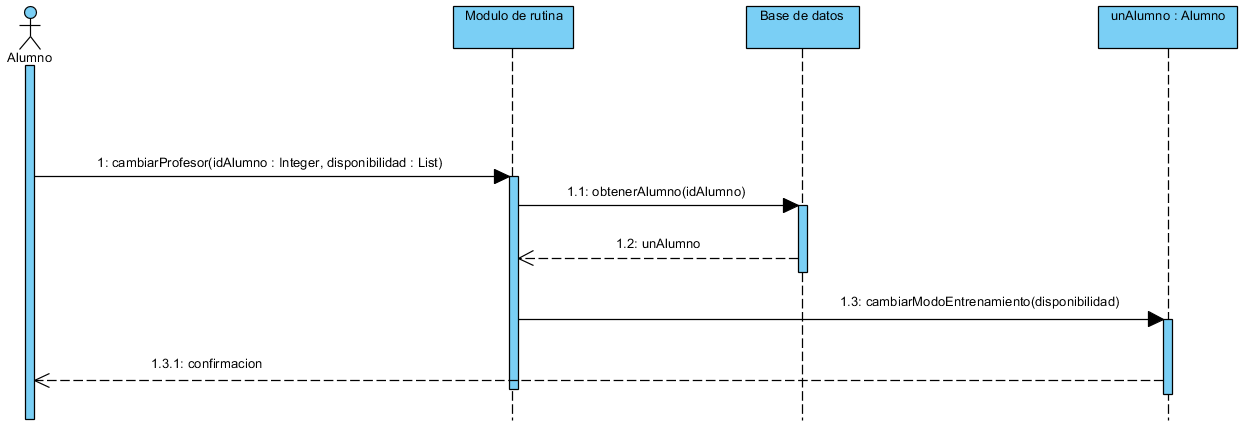 Modulo de rutina
Base de datos
unAlumno : Alumno
Alumno
1: cambiarProfesor(idAlumno : Integer, disponibilidad : List)
1.1: obtenerAlumno(idAlumno)
1.2: unAlumno
1.3: cambiarModoEntrenamiento(disponibilidad)
1.3.1: confirmacion